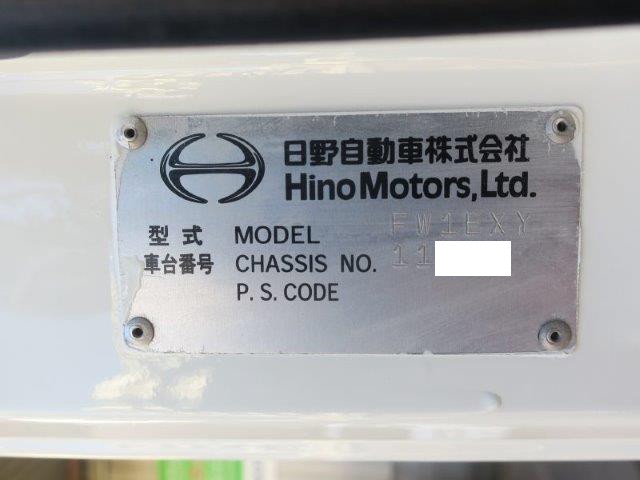 日野自動車株式会社
Hino Motors, Ltd.
型式 MODEL FW1EXY
車台番号 CHASSIS NO. 11
P.S.CODE